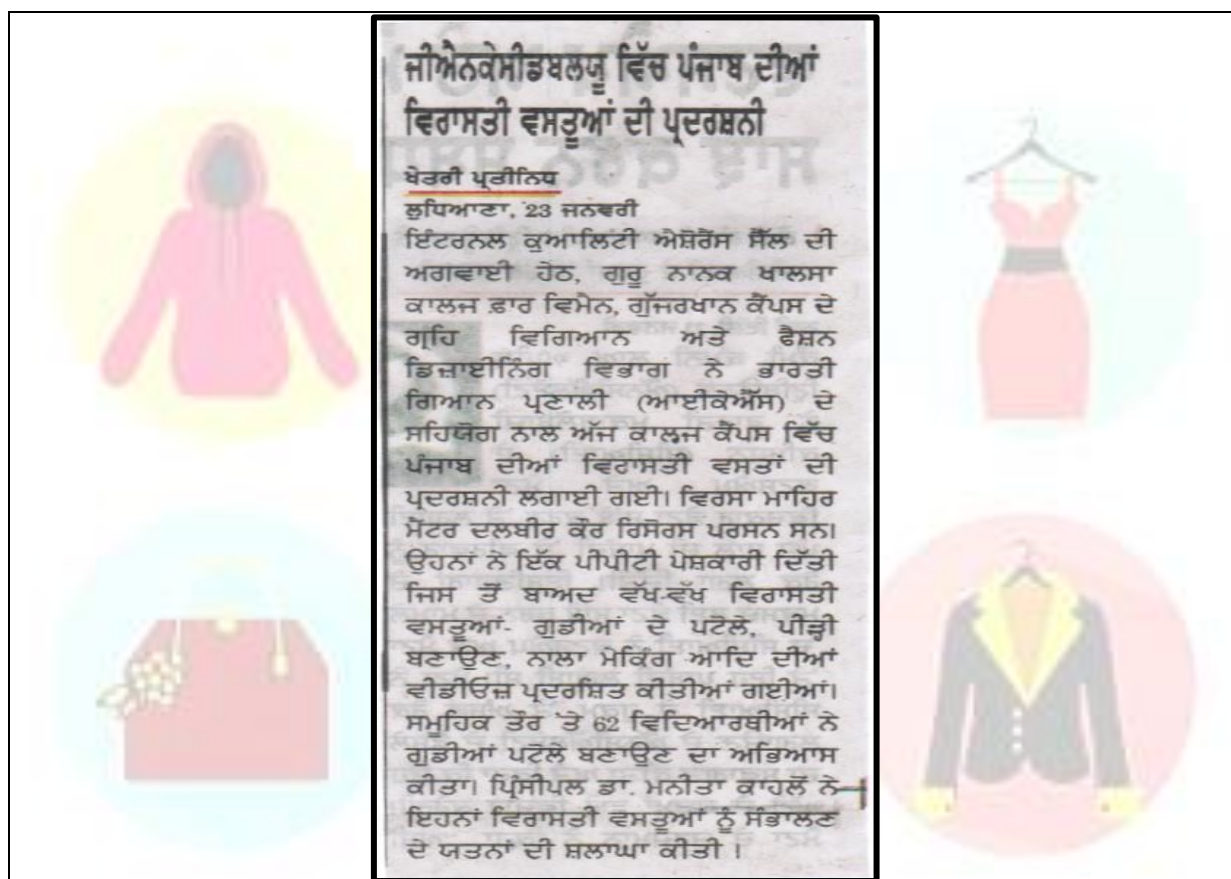 ਜੀਐਨਕੇਸੀਡਬਲਯੂ ਵਿੱਚ ਪੰਜਾਬ ਦੀਆਂ
ਵਿਰਾਸਤੀ ਵਸਤੂਆਂ ਦੀ ਪ੍ਰਦਰਸ਼ਨੀ
ਖੇਤਰੀ ਪ੍ਰਤੀਨਿਧ
ਲੁਧਿਆਣਾ, 23 ਜਨਵਰੀ
ਇੰਟਰਨਲ ਕੁਆਲਿਟੀ ਐਸ਼ੋਰੈਂਸ ਸੈੱਲ ਦੀ
ਅਗਵਾਈ ਹੇਠ, ਗੁਰੂ ਨਾਨਕ ਖਾਲਸਾ
ਕਾਲਜ ਫ਼ਾਰ ਵਿਮੈਨ, ਗੁੱਜਰਖਾਨ ਕੈਂਪਸ ਦੇ
ਗ੍ਰਹਿ ਵਿਗਿਆਨ ਅਤੇ ਫੈਸ਼ਨ
ਡਿਜ਼ਾਈਨਿੰਗ ਵਿਭਾਗ ਨੇ ਭਾਰਤੀ
ਗਿਆਨ ਪ੍ਰਣਾਲੀ (ਆਈਕੇਐੱਸ) ਦੇ
ਸਹਿਯੋਗ ਨਾਲ ਅੱਜ ਕਾਲਜ ਕੈਂਪਸ ਵਿੱਚ
ਪੰਜਾਬ ਦੀਆਂ ਵਿਰਾਸਤੀ ਵਸਤਾਂ ਦੀ
ਪ੍ਰਦਰਸ਼ਨੀ ਲਗਾਈ ਗਈ। ਵਿਰਸਾ ਮਾਹਿਰ
ਮੈਂਟਰ ਦਲਬੀਰ ਕੌਰ ਰਿਸੋਰਸ ਪਰਸਨ ਸਨ।
ਉਹਨਾਂ ਨੇ ਇੱਕ ਪੀਪੀਟੀ ਪੇਸ਼ਕਾਰੀ ਦਿੱਤੀ
ਜਿਸ ਤੋਂ ਬਾਅਦ ਵੱਖ-ਵੱਖ ਵਿਰਾਸਤੀ
ਵਸਤੂਆਂ- ਗੁਡੀਆਂ ਦੇ ਪਟੋਲੇ, ਪੀੜ੍ਹੀ
ਬਣਾਉਣ, ਨਾਲਾ ਮੇਕਿੰਗ ਆਦਿ ਦੀਆਂ
ਵੀਡੀਓਜ਼ ਪ੍ਰਦਰਸ਼ਿਤ ਕੀਤੀਆਂ ਗਈਆਂ।
ਸਮੂਹਿਕ ਤੌਰ 'ਤੇ 62 ਵਿਦਿਆਰਥੀਆਂ ਨੇ
ਗੁਡੀਆਂ ਪਟੋਲੇ ਬਣਾਉਣ ਦਾ ਅਭਿਆਸ
ਕੀਤਾ। ਪ੍ਰਿੰਸੀਪਲ ਡਾ. ਮਨੀਤਾ ਕਾਹਲੋਂ ਨੇ
ਇਹਨਾਂ ਵਿਰਾਸਤੀ ਵਸਤੂਆਂ ਨੂੰ ਸੰਭਾਲਣ
ਦੇ ਯਤਨਾਂ ਦੀ ਸ਼ਲਾਘਾ ਕੀਤੀ ।